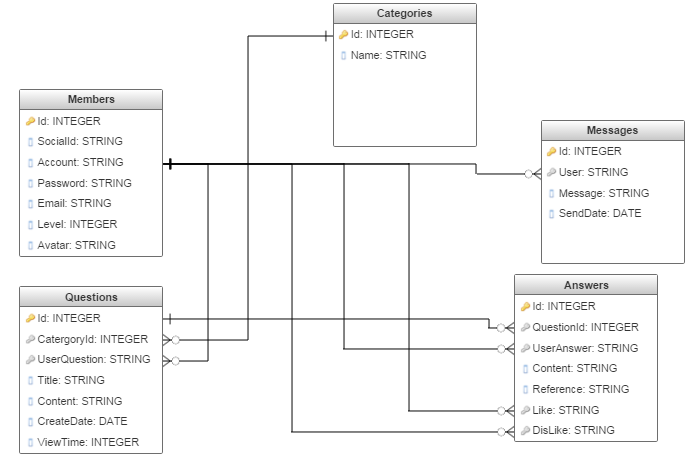 Categories
Id: INTEGER
Name: STRING
Members
Id: INTEGER
SocialId: STRING
Account: STRING
Password: STRING
Email: STRING
Level: INTEGER
Avatar: STRING
Messages
Id: INTEGER
User: STRING
Message: STRING
SendDate: DATE
Questions
Id: INTEGER
CatergoryId: INTEGER
UserQuestion: STRING
Title: STRING
Content: STRING
CreateDate: DATE
ViewTime: INTEGER
Answers
Id: INTEGER
QuestionId: INTEGER
UserAnswer: STRING
Content: STRING
Reference: STRING
Like: STRING
DisLike: STRING